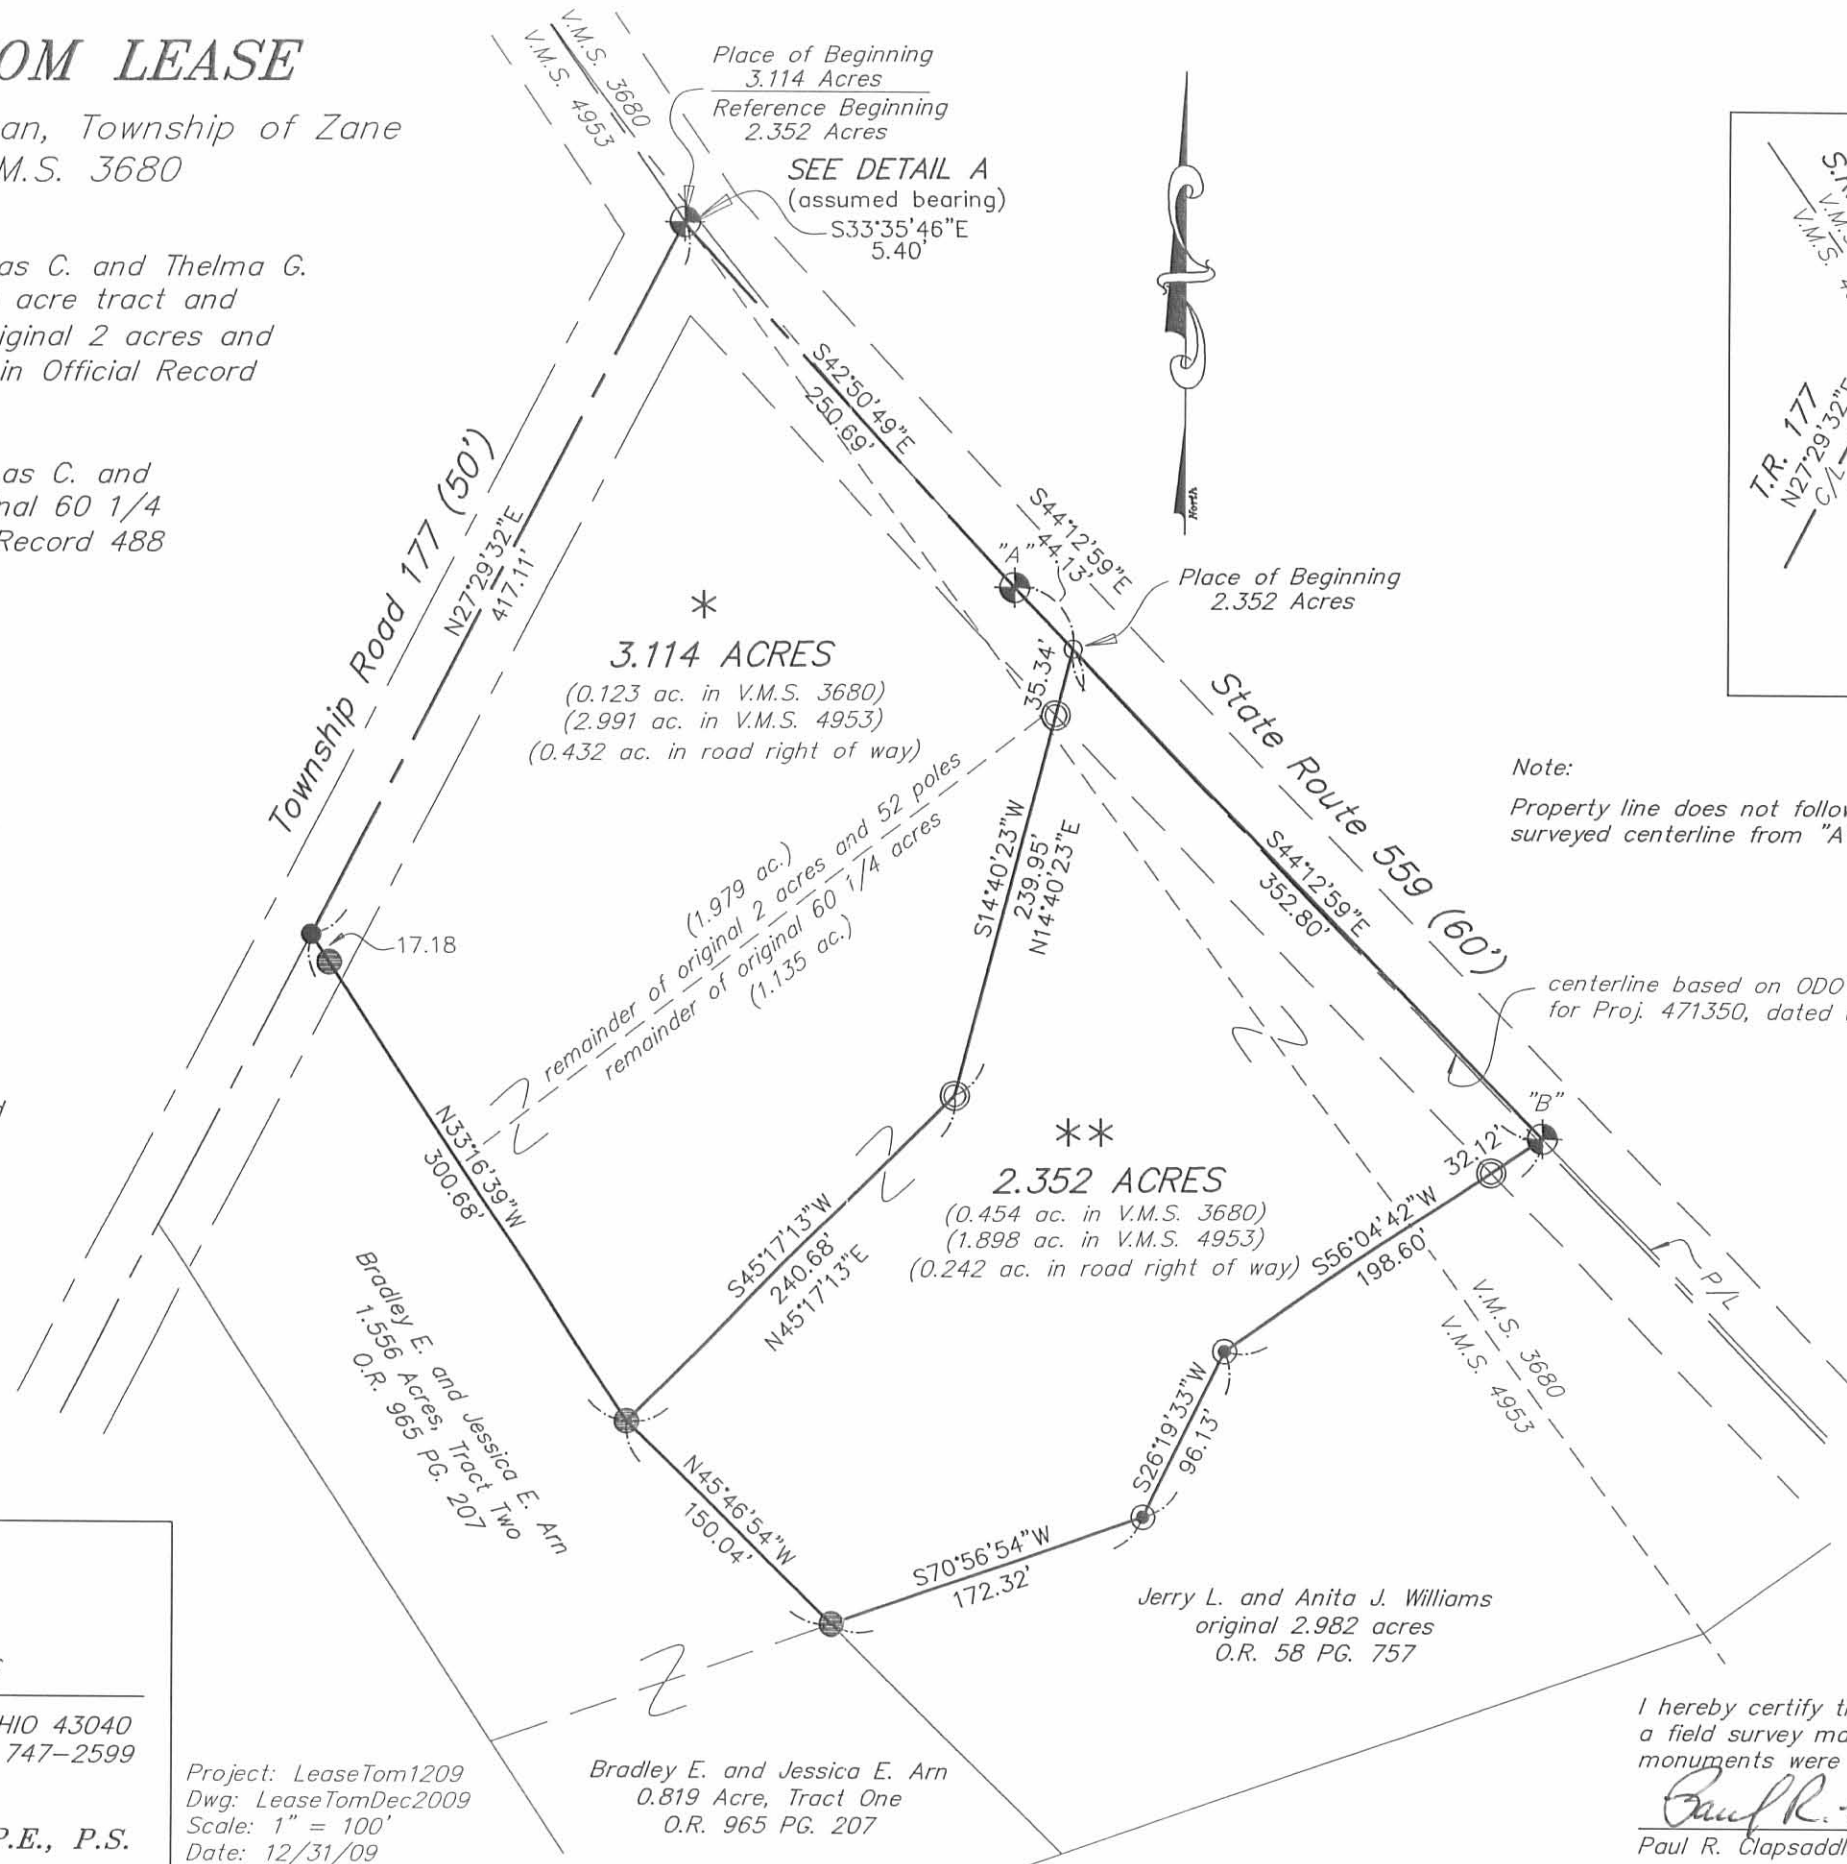 OM LEASE
an, Township of Zane
M.S. 3680
as C. and Thelma G.
acre tract and
iginal 2 acres and
in Official Record
as C. and
nal 60 1/4
Record 488
V.M.S. 3680
V.M.S. 4953
Place of Beginning
3.114 Acres
Reference Beginning
2.352 Acres
SEE DETAIL A
(assumed bearing)
S33°35'46"E
5.40'
North
S.R.
V.M.S.
V.M.S. 4
T.R. 177
N27°29'32"E
C/L
S42°50'49"E
250.69'
S44°12'59"E
44.13'
"A"
Place of Beginning
2.352 Acres
35.34'
Township Road 177 (50')
N27°29'32"E
417.11'
*
3.114 ACRES
(0.123 ac. in V.M.S. 3680)
(2.991 ac. in V.M.S. 4953)
(0.432 ac. in road right of way)
State Route 559 (60')
Note:
Property line does not follow
surveyed centerline from "A
S44°12'59"E
352.80'
S14°40'23"W
239.95'
N14°40'23"E
(1.979 ac.)
remainder of original 2 acres and 52 poles
remainder of original 60 1/4 acres
(1.135 ac.)
17.18
centerline based on ODO
for Proj. 471350, dated
"B"
32.12'
N33°16'39"W
300.68'
**
2.352 ACRES
(0.454 ac. in V.M.S. 3680)
(1.898 ac. in V.M.S. 4953)
(0.242 ac. in road right of way)
S56°04'42"W
198.60'
S45°17'13"W
240.68'
N45°17'13"E
P/L
V.M.S. 3680
V.M.S. 4953
Bradley E. and Jessica E. Arn
1.556 Acres, Tract Two
O.R. 965 PG. 207
S26°19'33"W
96.13'
N45°46'54"W
150.04'
S70°56'54"W
172.32'
Jerry L. and Anita J. Williams
original 2.982 acres
O.R. 58 PG. 757
Bradley E. and Jessica E. Arn
0.819 Acre, Tract One
O.R. 965 PG. 207
HIO 43040
747-2599
P.E., P.S.
Project: LeaseTom1209
Dwg: LeaseTomDec2009
Scale: 1" = 100'
Date: 12/31/09
I hereby certify th
a field survey ma
monuments were
Paul R.
Paul R. Clapsaddl